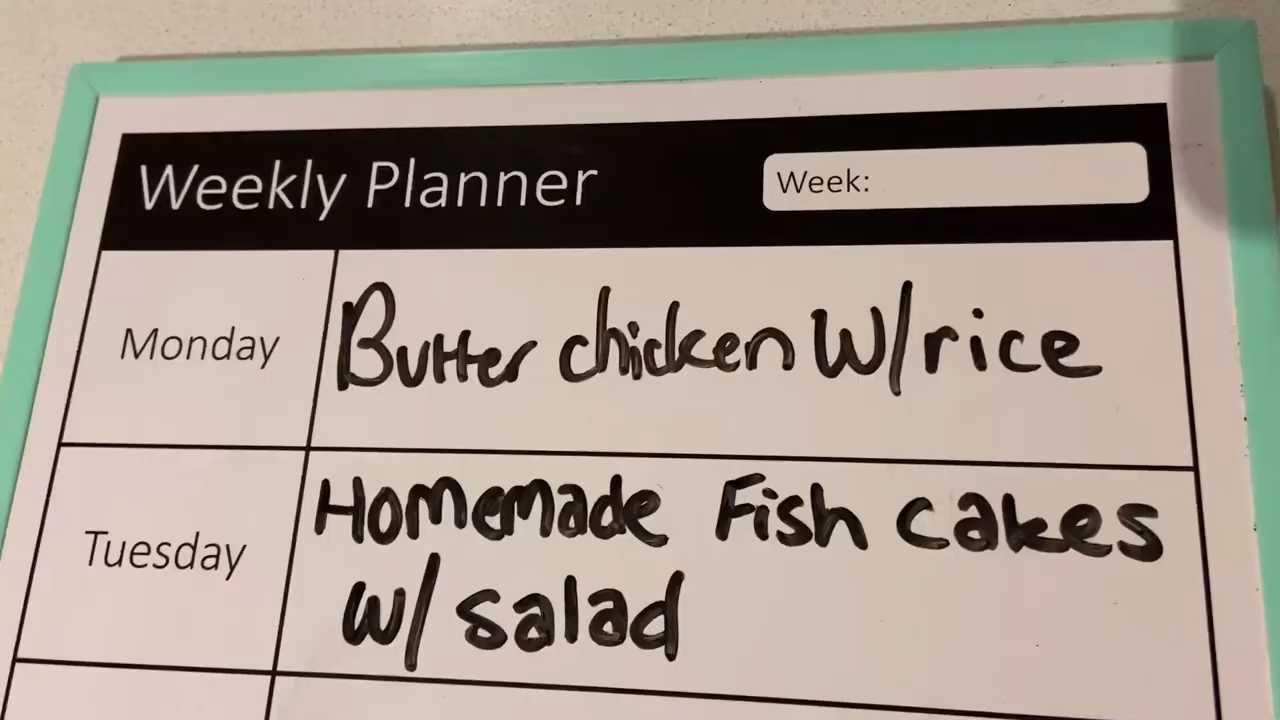 Weekly Planner
Week:
Monday
Butter chicken W/rice
Tuesday
Homemade Fish cakes
w/ salad